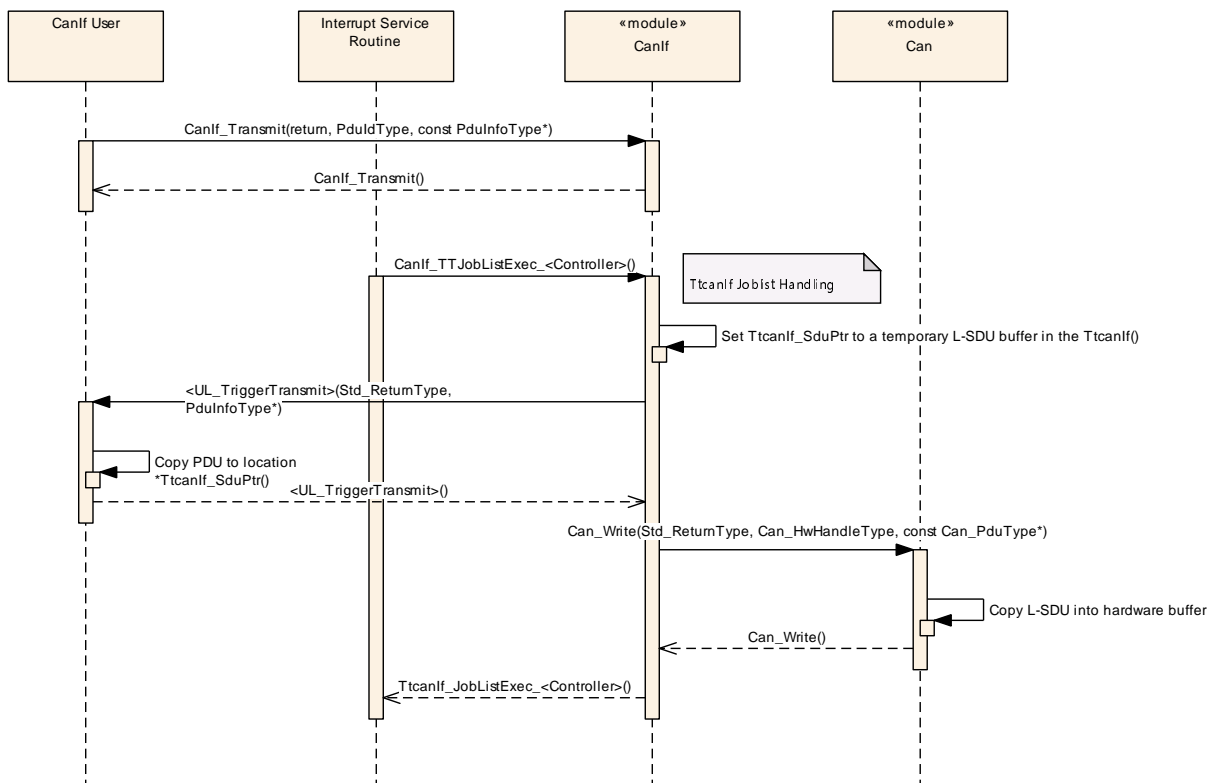 CanIf User
Interrupt Service
Routine
«module»
CanIf
«module»
Can
CanIf_Transmit(return, PduIdType, const PduInfoType*)
CanIf_Transmit()
CanIf_TTJobListExec_<Controller>()
TtcanIf Joblist Handling
Set TtcanIf_SduPtr to a temporary L-SDU buffer in the TtcanIf()
<UL_TriggerTransmit>(Std_ReturnType,
PduInfoType*)
Copy PDU to location
*TtcanIf_SduPtr()
<UL_TriggerTransmit>()
Can_Write(Std_ReturnType, Can_HwHandleType, const Can_PduType*)
Copy L-SDU into hardware buffer
Can_Write()
TtcanIf_JobListExec_<Controller>()